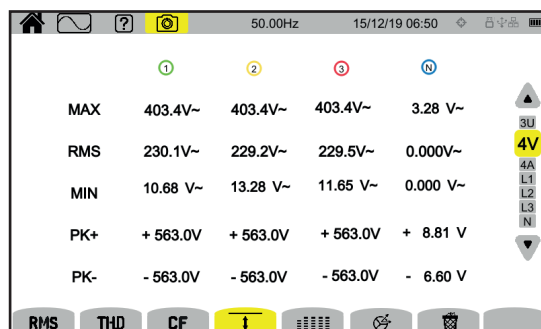 ? 50.00Hz 15/12/19 06:50
1 2 3 N
MAX 403.4V~ 403.4V~ 403.4V~ 3.28 V~
RMS 230.1V~ 229.2V~ 229.5V~ 0.000V~
MIN 10.68 V~ 13.28 V~ 11.65 V~ 0.000 V~
PK+ + 563.0V + 563.0V + 563.0V + 8.81 V
PK- - 563.0V - 563.0V - 563.0V - 6.60 V
3U
4V
4A
L1
L2
L3
N
RMS THD CF